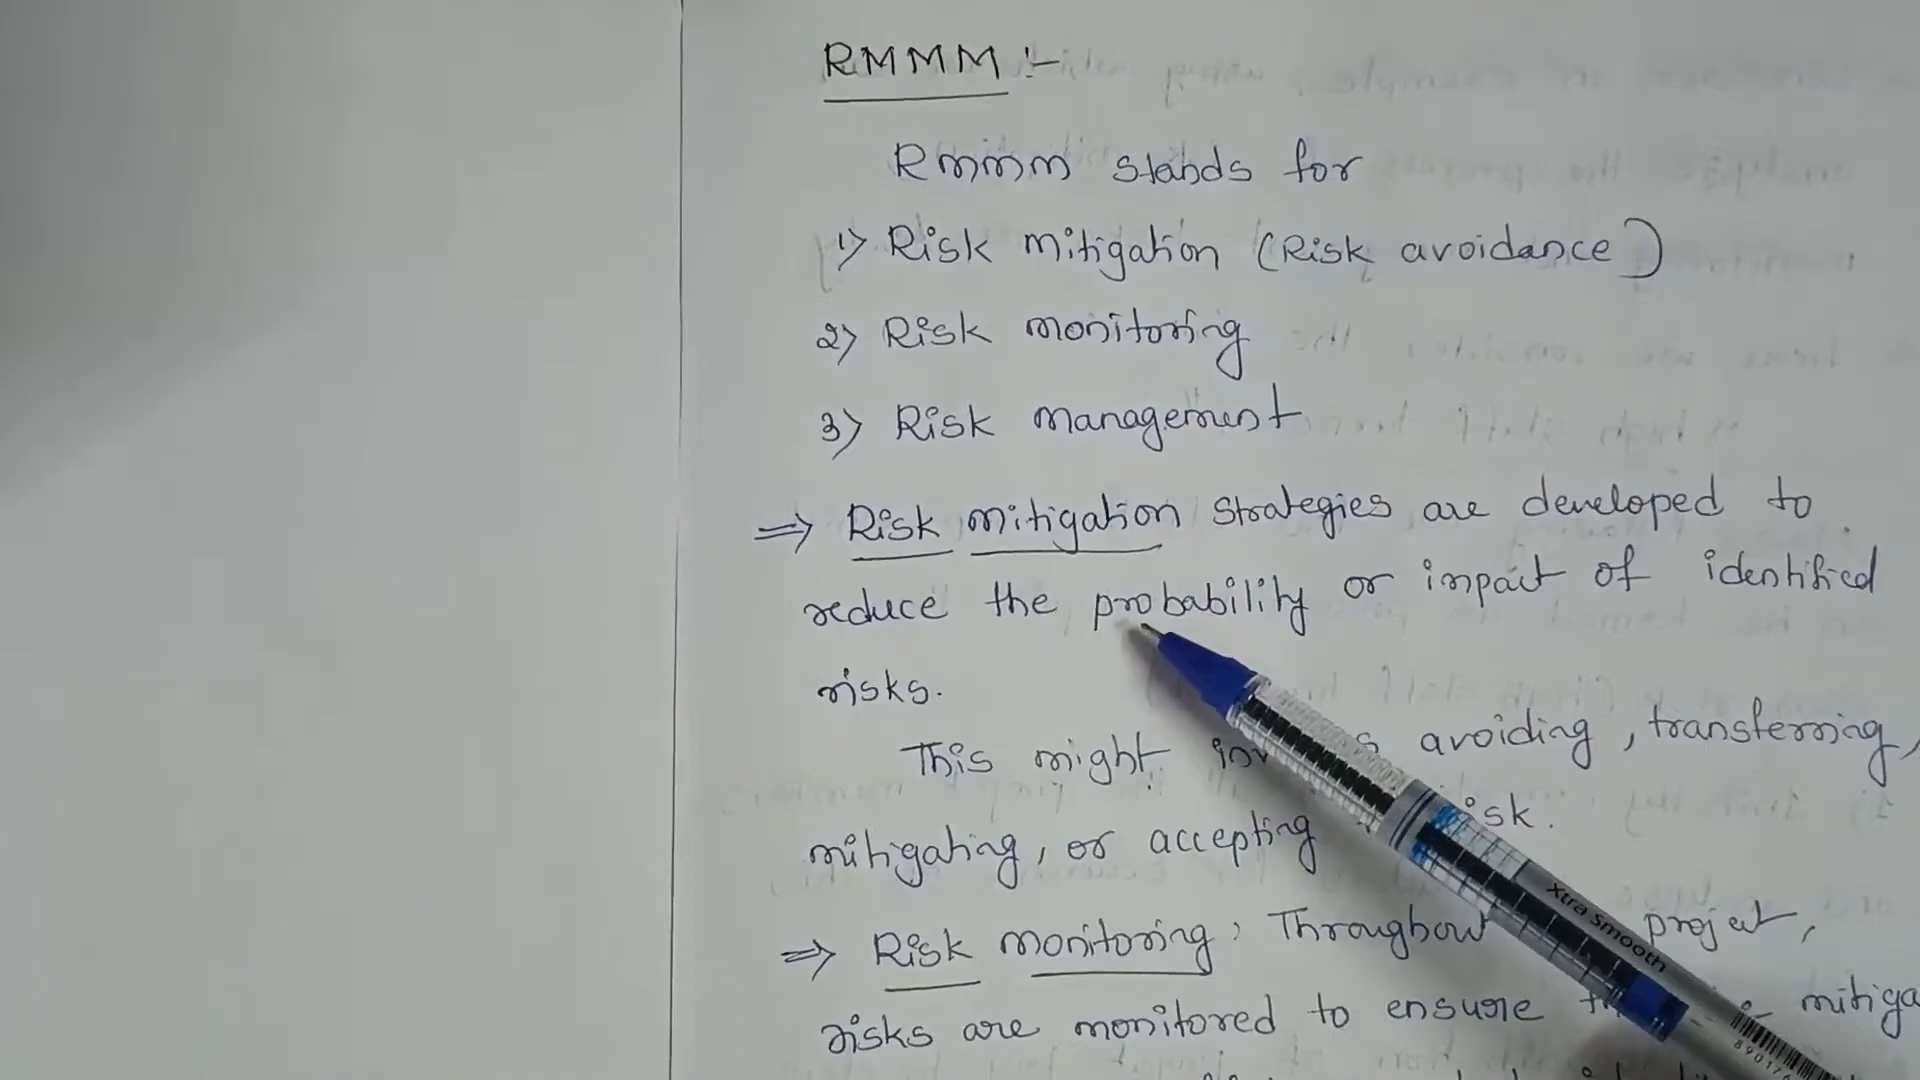 RMMM :-
RMMM stands for
1) Risk mitigation (Risk avoidance)
2) Risk monitoring
3) Risk management
⇒ Risk mitigation strategies are developed to
reduce the probability or impact of identified
risks.
This might avoiding, transferring,
mitigating, or accepting risk.
⇒ Risk monitoring, Throughout project,
risks are monitored to ensure mitiga
Xtra Smooth